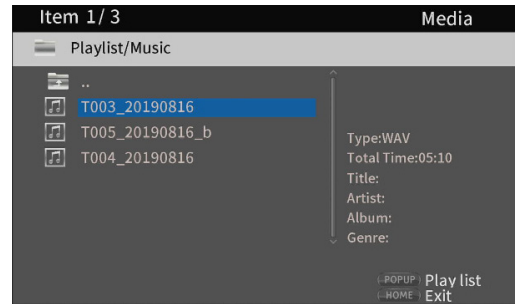 Item 1/ 3
Media
Playlist/Music
..
T003_20190816
T005_20190816_b
T004_20190816
Type:WAV
Total Time:05:10
Title:
Artist:
Album:
Genre:
POPUP Play list
HOME Exit